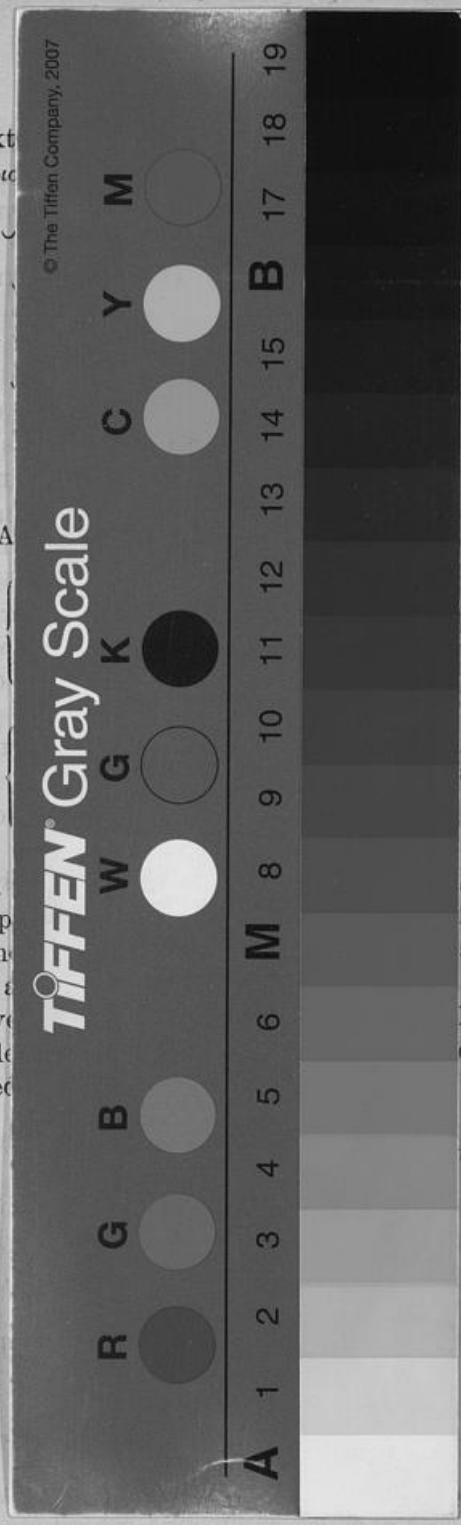 TIFFEN® Gray Scale
© The Tiffen Company, 2007
R G B W G K C Y M
A 1 2 3 4 5 6 M 8 9 10 11 12 13 14 15 B 17 18 19